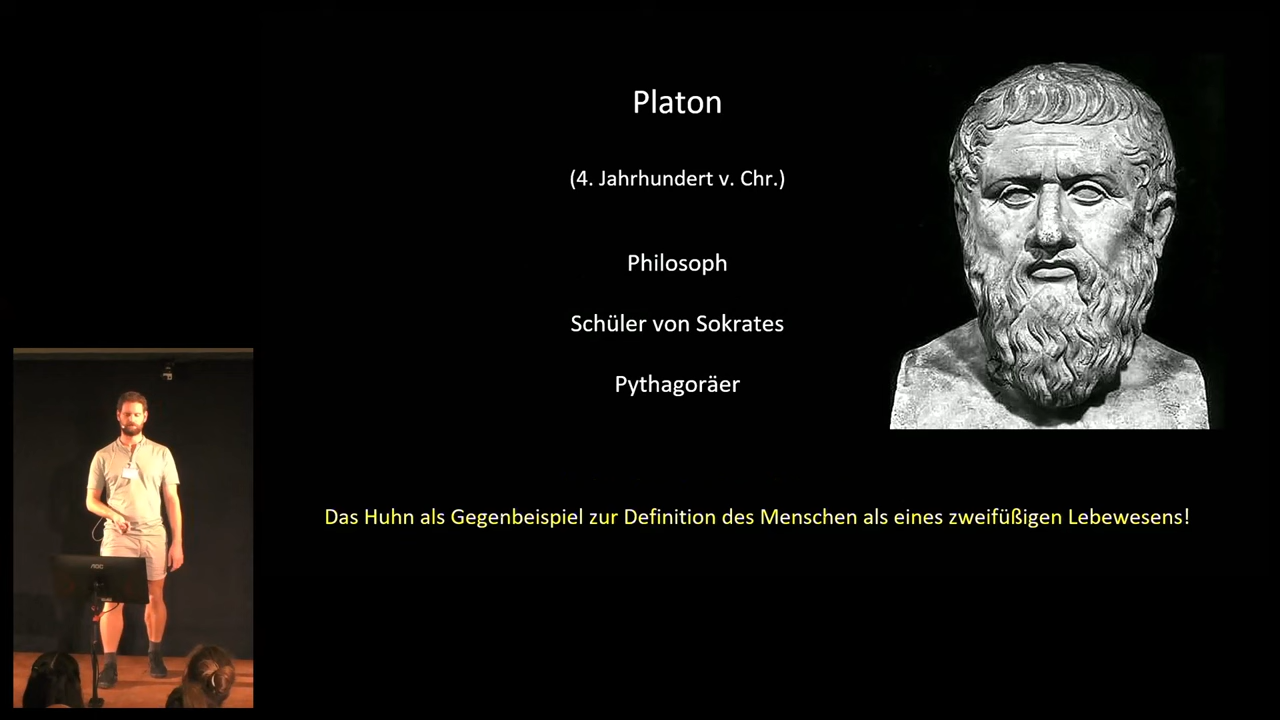 Platon
(4. Jahrhundert v. Chr.)
Philosoph
Schüler von Sokrates
Pythagoräer
Das Huhn als Gegenbeispiel zur Definition des Menschen als eines zweifüßigen Lebewesens!
AOC